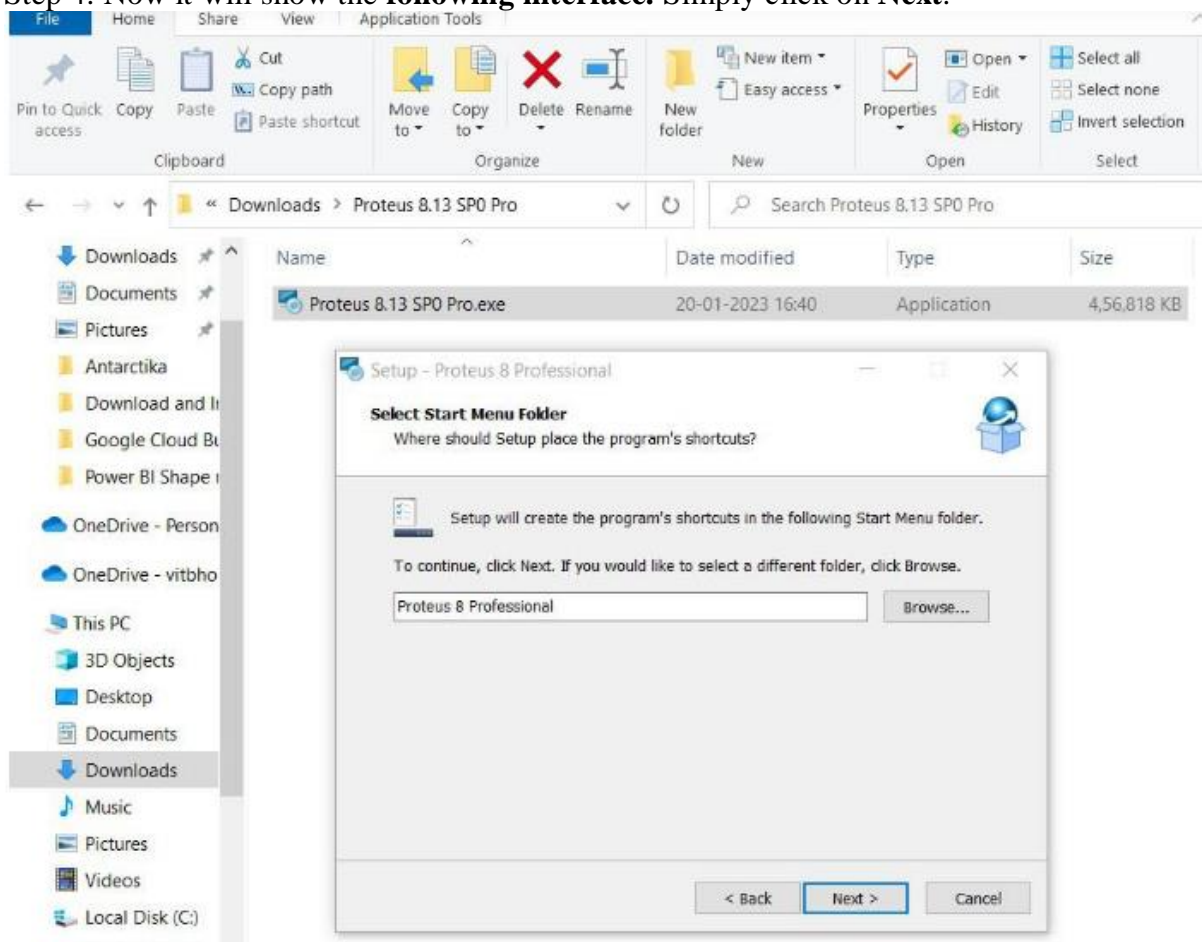 Step 4: Now it will show the following interface. Simply click on Next.
File Home Share View Application Tools
Pin to Quick access
Copy
Paste
Cut
Copy path
Paste shortcut
Move to
Copy to
Delete
Rename
New folder
New item
Easy access
Properties
Open
Edit
History
Select all
Select none
Invert selection
Clipboard Organize New Open Select
« Downloads > Proteus 8.13 SP0 Pro
Search Proteus 8.13 SP0 Pro
Name Date modified Type Size
Proteus 8.13 SP0 Pro.exe 20-01-2023 16:40 Application 4,56,818 KB
Downloads
Documents
Pictures
Antarctika
Download and
Google Cloud
Power BI Shape
OneDrive - Person
OneDrive - vitbho
This PC
3D Objects
Desktop
Documents
Downloads
Music
Pictures
Videos
Local Disk (C:)
Setup - Proteus 8 Professional
Select Start Menu Folder
Where should Setup place the program's shortcuts?
Setup will create the program's shortcuts in the following Start Menu folder.
To continue, click Next. If you would like to select a different folder, click Browse.
Proteus 8 Professional
Browse...
< Back Next > Cancel